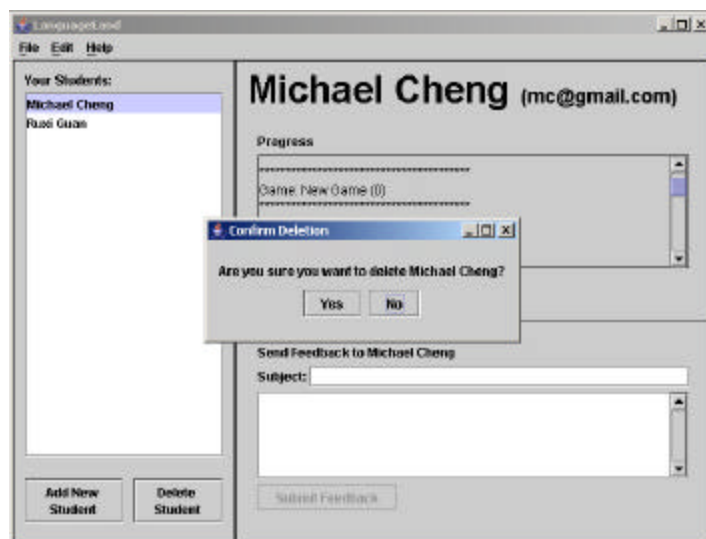 LanguageLand
File Edit Help
Your Students:
Michael Cheng
Ruxi Guan
Add New Student
Delete Student
Michael Cheng (mc@gmail.com)
Progress
Game: New Game (0)
Confirm Deletion
Are you sure you want to delete Michael Cheng?
Yes No
Send Feedback to Michael Cheng
Subject:
Submit Feedback